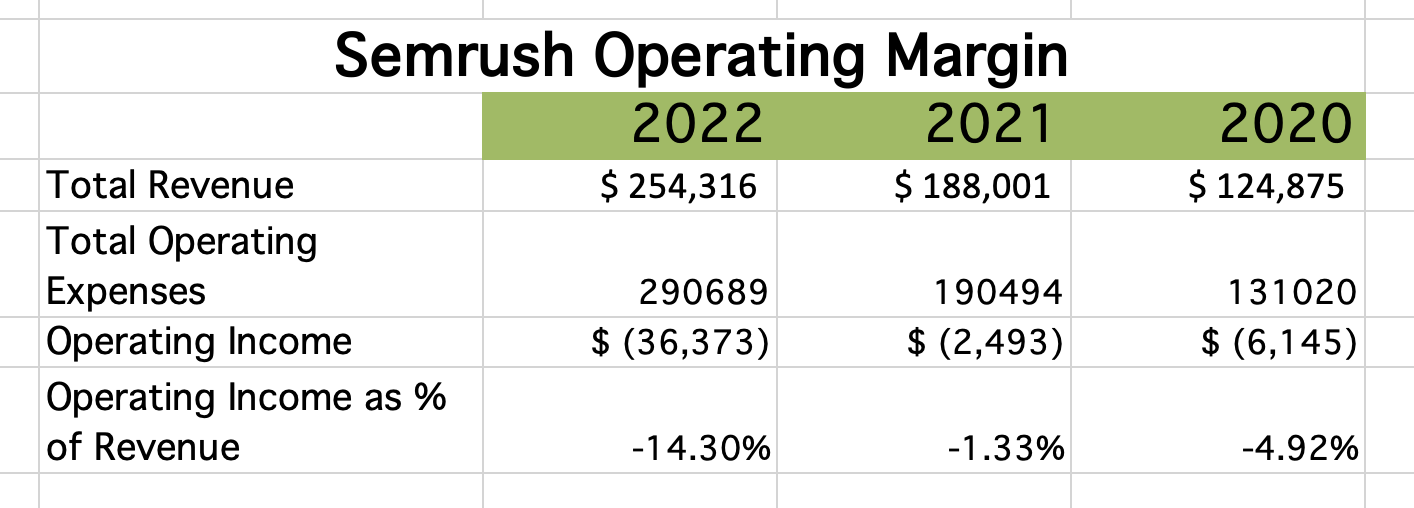 Semrush Operating Margin
2022 2021 2020
Total Revenue $ 254,316 $ 188,001 $ 124,875
Total Operating
Expenses 290689 190494 131020
Operating Income $ (36,373) $ (2,493) $ (6,145)
Operating Income as %
of Revenue -14.30% -1.33% -4.92%